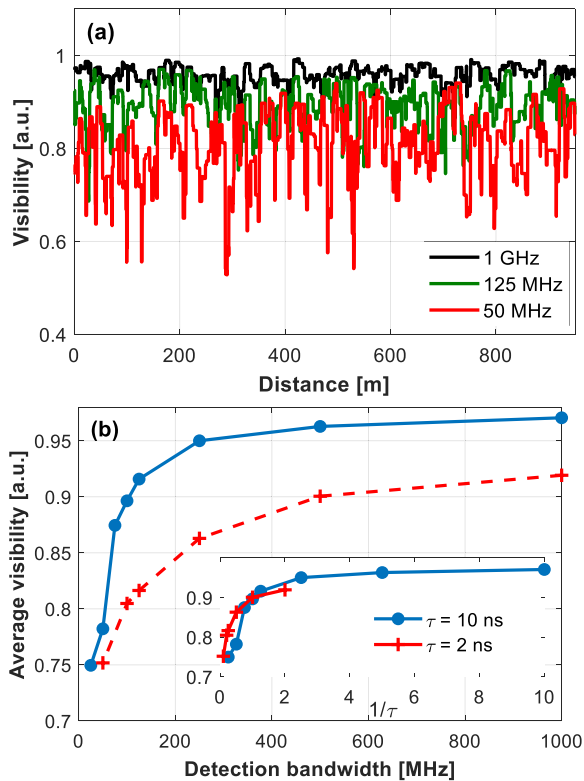 (a)
1
0.8
0.6
0.4
Visibility [a.u.]
1 GHz
125 MHz
50 MHz
0 200 400 600 800
Distance [m]
(b)
0.95
0.9
0.85
0.8
0.75
0.7
Average visibility [a.u.]
0.9
0.8
0.7
τ = 10 ns
τ = 2 ns
0 2 4 6 8 10
1/τ
0 200 400 600 800 1000
Detection bandwidth [MHz]